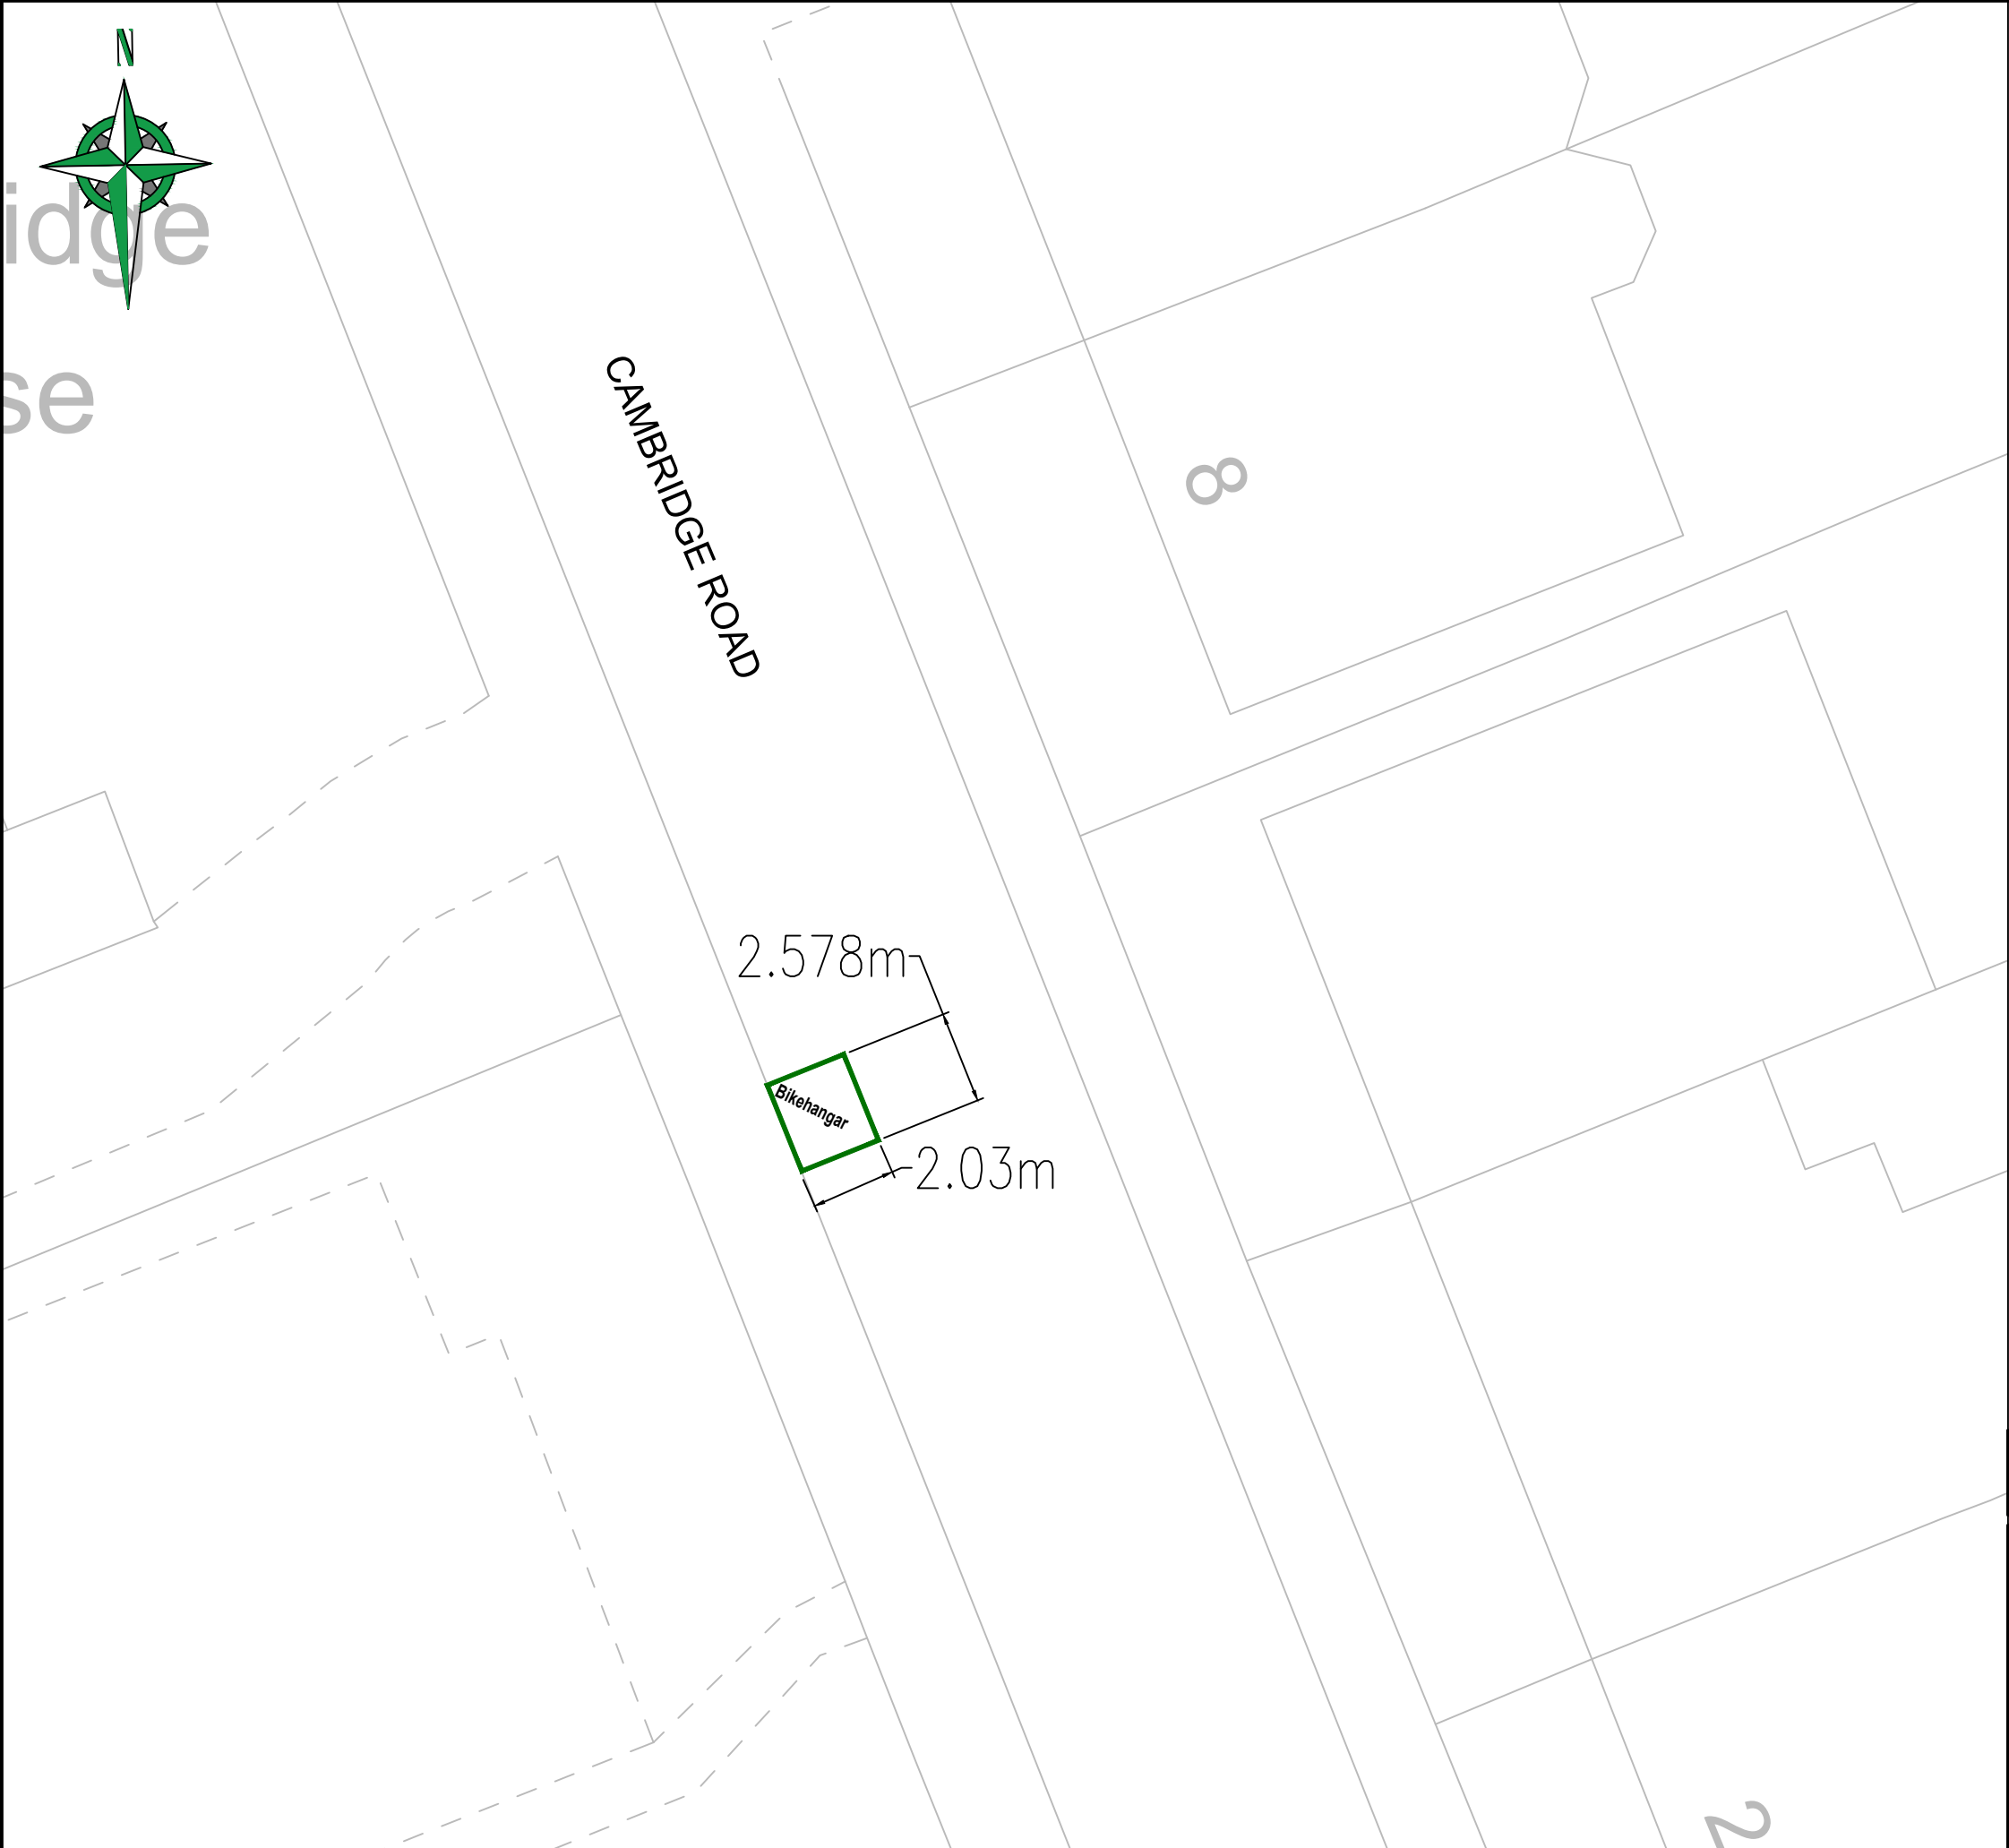 N
idge
se
CAMBRIDGE ROAD
8
2.578m
Bikehangar
2.03m
2